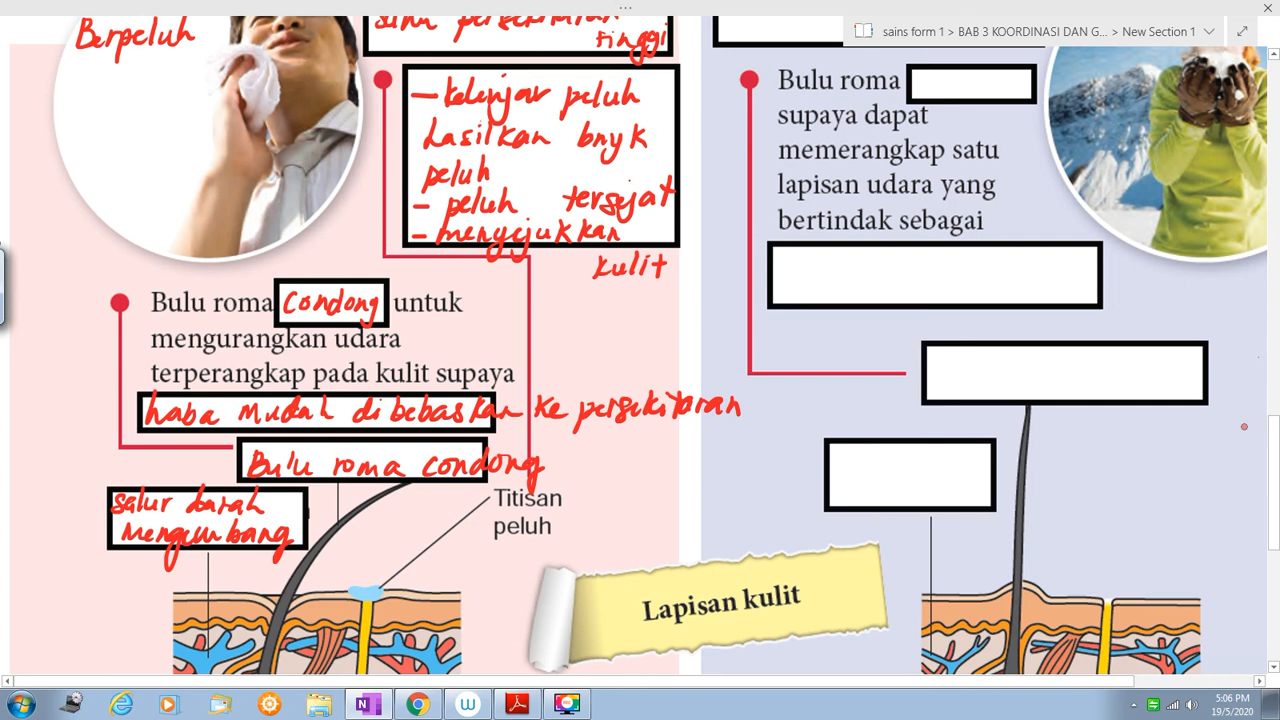 sains form 1 > BAB 3 KOORDINASI DAN G... > New Section 1
Berpeluh
suhu persekitaran
tinggi
– kelenjar peluh
hasilkan bnyk
peluh
– peluh tersejat
– menyejukkan
kulit
Bulu roma condong untuk
mengurangkan udara
terperangkap pada kulit supaya
haba mudah dibebaskan ke persekitaran
Bulu roma condong
salur darah
mengembang
Titisan
peluh
Lapisan kulit
Bulu roma
supaya dapat
memerangkap satu
lapisan udara yang
bertindak sebagai
5:06 PM
19/5/2020